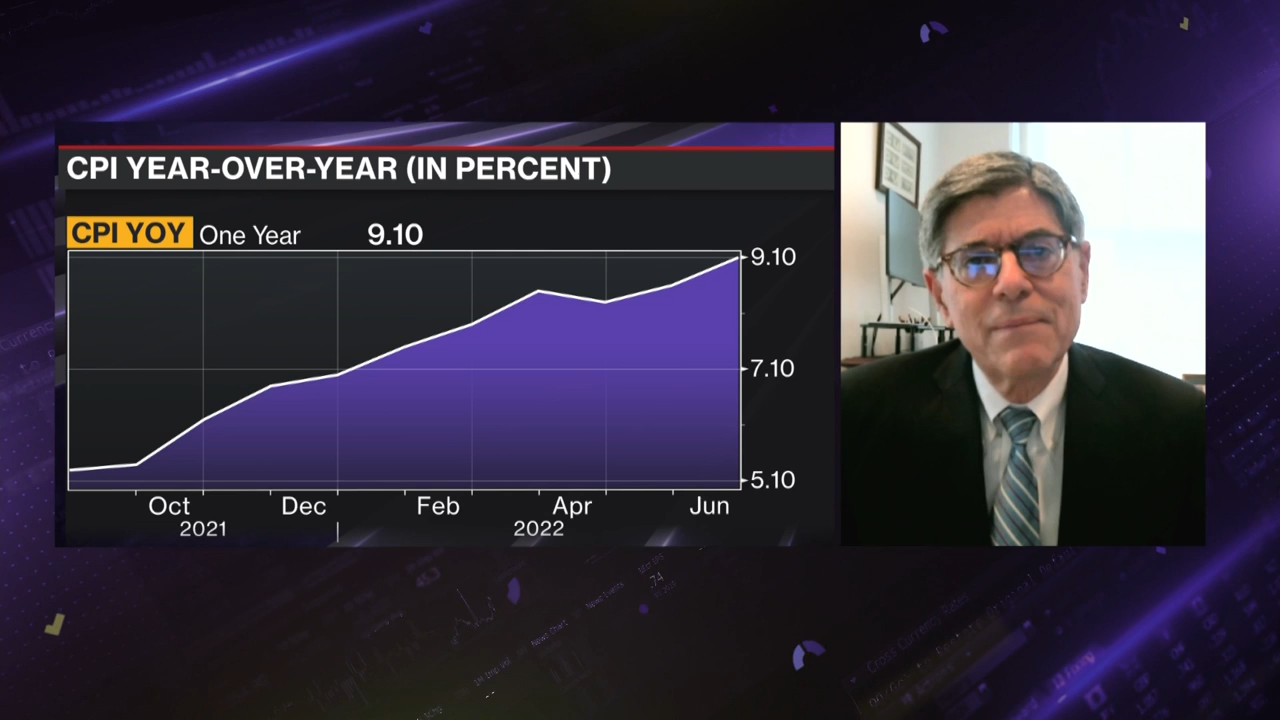 CPI YEAR-OVER-YEAR (IN PERCENT)
CPI YOY One Year 9.10
9.10
7.10
5.10
Oct Dec Feb Apr Jun
2021 | 2022